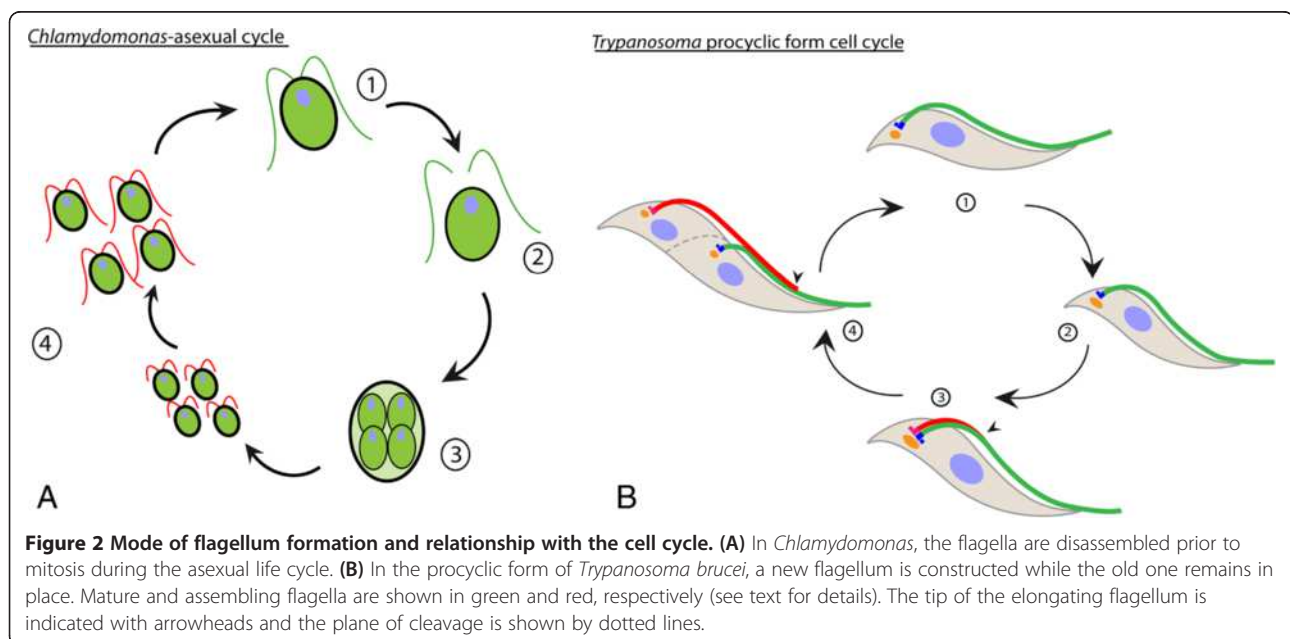 Chlamydomonas-asexual cycle
Trypanosoma procyclic form cell cycle
①
②
③
④
A
①
②
③
④
B
Figure 2 Mode of flagellum formation and relationship with the cell cycle. (A) In Chlamydomonas, the flagella are disassembled prior to
mitosis during the asexual life cycle. (B) In the procyclic form of Trypanosoma brucei, a new flagellum is constructed while the old one remains in
place. Mature and assembling flagella are shown in green and red, respectively (see text for details). The tip of the elongating flagellum is
indicated with arrowheads and the plane of cleavage is shown by dotted lines.